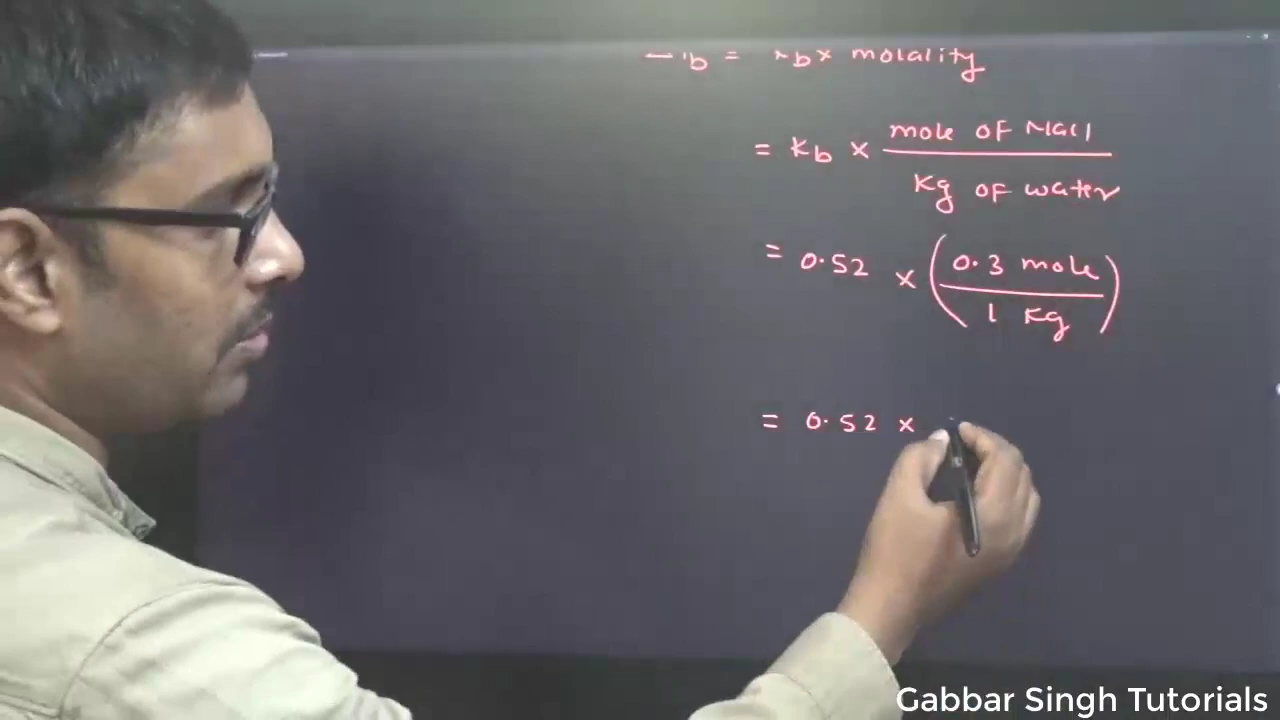 b = b × molality
= Kb × mole of NaCl
Kg of water
= 0.52 × (0.3 mole
1 Kg)
= 0.52 ×
Gabbar Singh Tutorials